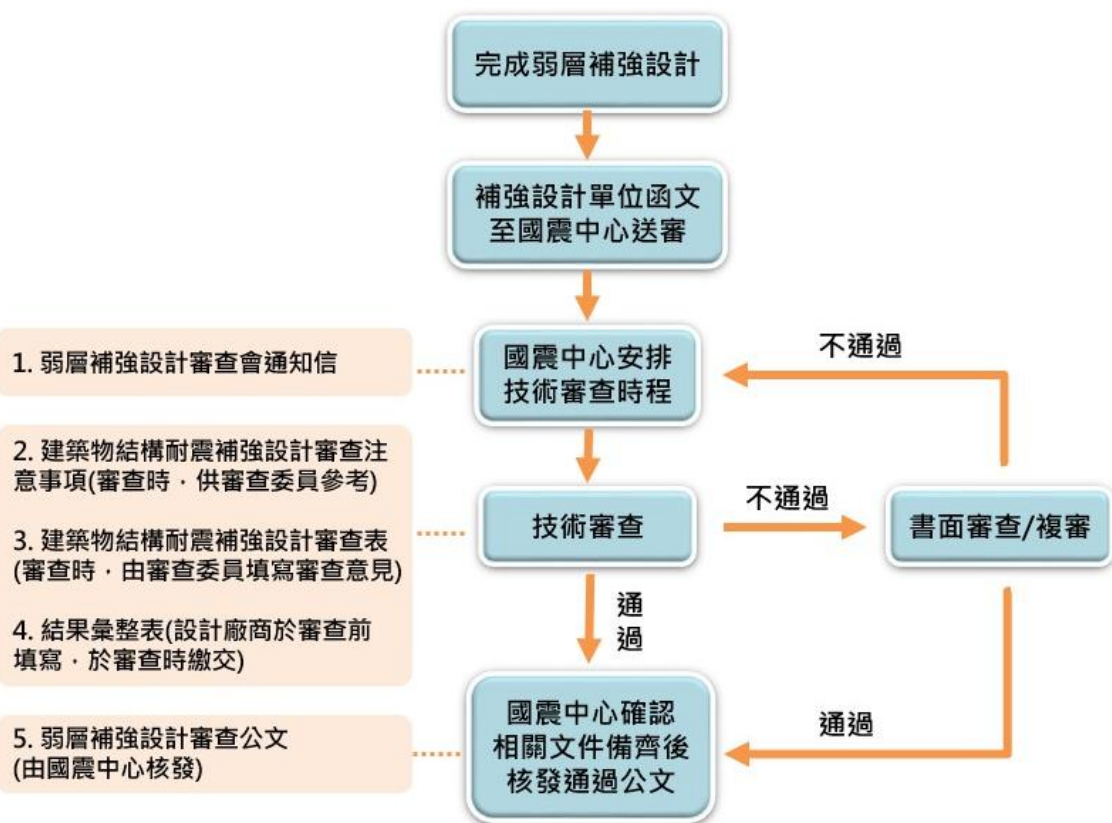 完成弱層補強設計
補強設計單位函文
至國震中心送審
1. 弱層補強設計審查會通知信
國震中心安排
技術審查時程
不通過
2. 建築物結構耐震補強設計審查注
意事項(審查時，供審查委員參考)
3. 建築物結構耐震補強設計審查表
(審查時，由審查委員填寫審查意見)
4. 結果彙整表(設計廠商於審查前
填寫，於審查時繳交)
技術審查
不通過
書面審查/複審
通
過
5. 弱層補強設計審查公文
(由國震中心核發)
國震中心確認
相關文件備齊後
核發通過公文
通過